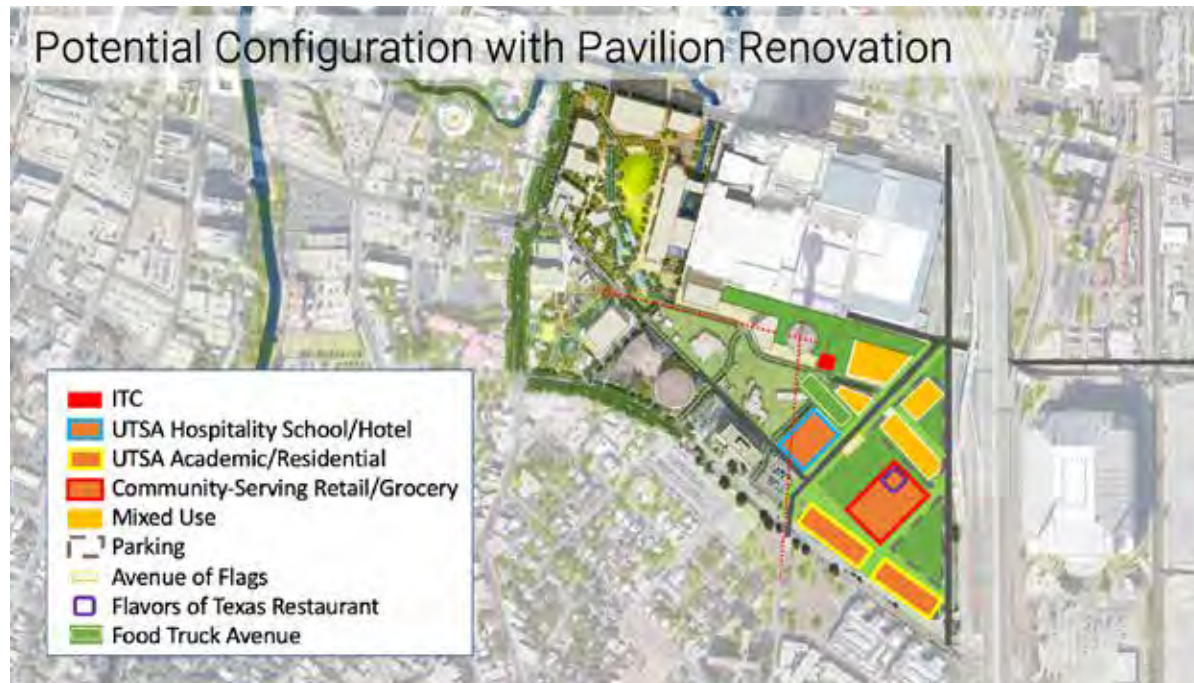 Potential Configuration with Pavilion Renovation
ITC
UTSA Hospitality School/Hotel
UTSA Academic/Residential
Community-Serving Retail/Grocery
Mixed Use
Parking
Avenue of Flags
Flavors of Texas Restaurant
Food Truck Avenue